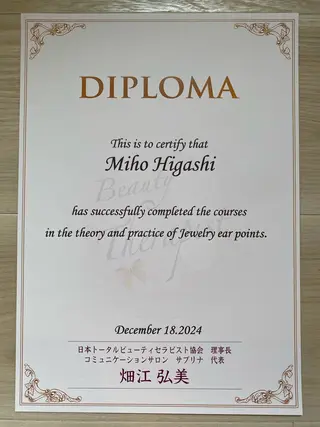 DIPLOMA
This is to certify that
Miho Higashi
Beauty
Therapist
has successfully completed the courses
in the theory and practice of Jewelry ear points.
December 18.2024
日本トータルビューティセラピスト協会 理事長
コミュニケーションサロン サブリナ 代表
畑江 弘美